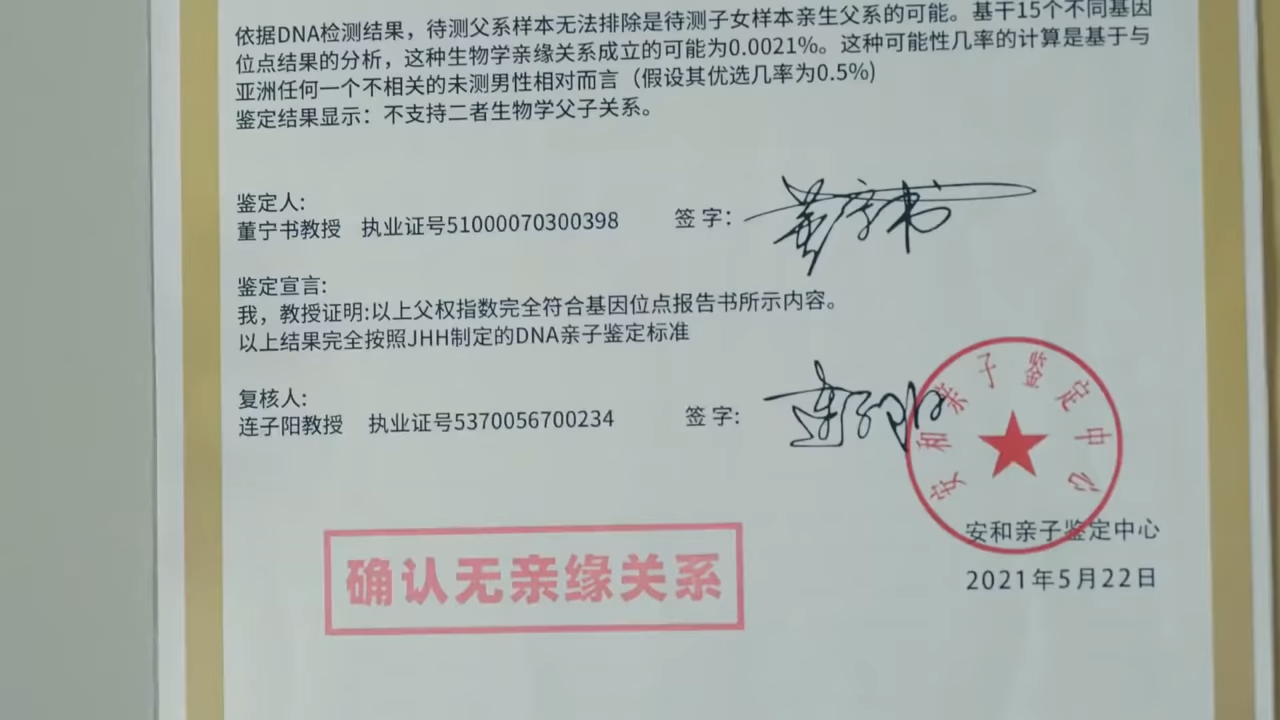 依据DNA检测结果，待测父系样本无法排除是待测子女样本亲生父系的可能。基于15个不同基因
位点结果的分析，这种生物学亲缘关系成立的可能为0.0021%。这种可能性几率的计算是基于与
亚洲任何一个不相关的未测男性相对而言（假设其优选几率为0.5%)
鉴定结果显示：不支持二者生物学父子关系。
鉴定人:
董宁书教授 执业证号51000070300398 签 字: 董宁书
鉴定宣言:
我，教授证明:以上父权指数完全符合基因位点报告书所示内容。
以上结果完全按照JHH制定的DNA亲子鉴定标准
复核人:
连子阳教授 执业证号5370056700234 签 字: 连子阳
安和亲子鉴定中心
安和亲子鉴定中心
2021年5月22日
确认无亲缘关系